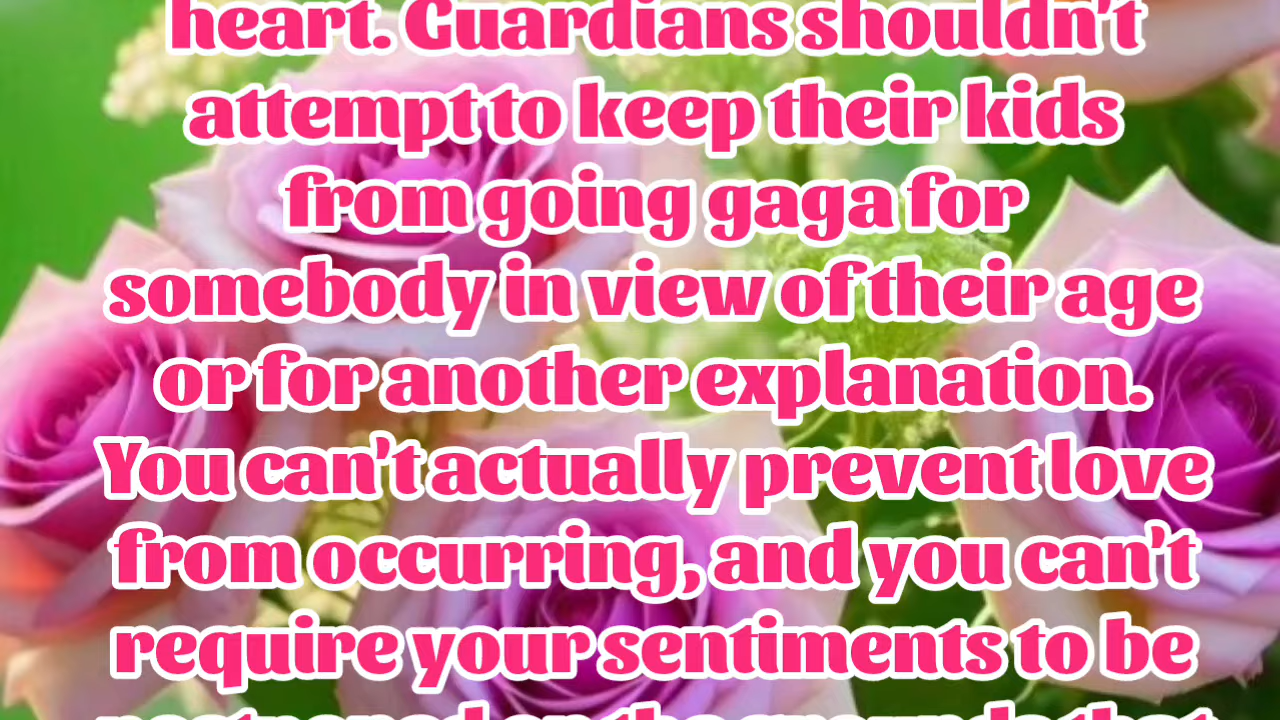 heart. Guardians shouldn't
attempt to keep their kids
from going gaga for
somebody in view of their age
or for another explanation.
You can't actually prevent love
from occurring, and you can't
require your sentiments to be